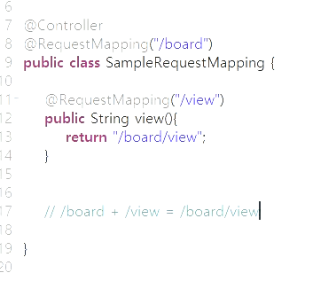 6
7 @Controller
8 @RequestMapping("/board")
9 public class SampleRequestMapping {
10
11 @RequestMapping("/view")
12 public String view(){
13 return "/board/view";
14 }
15
16
17 // /board + /view = /board/view
18
19 }
20